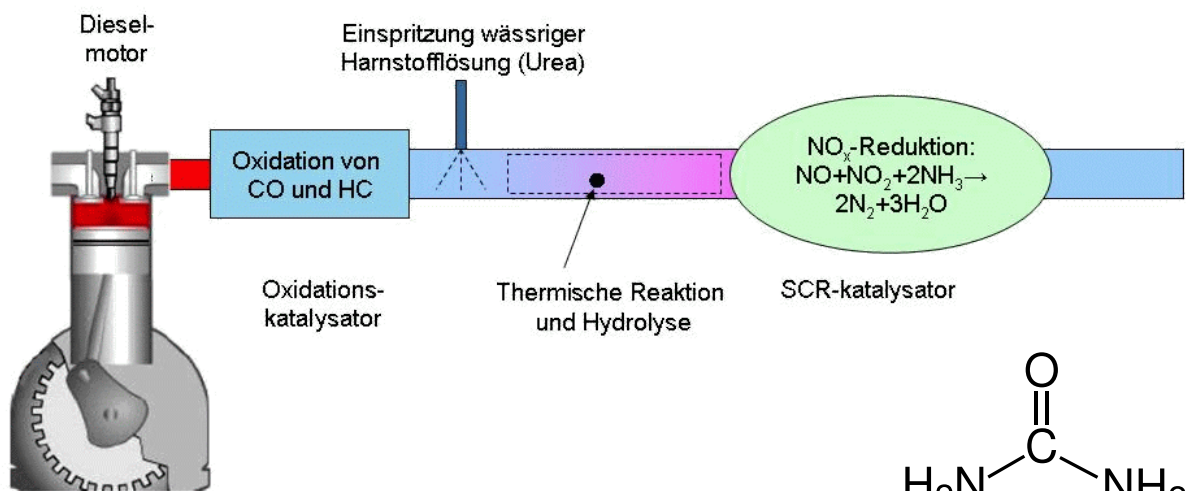 Diesel-
motor
Einspritzung wässriger
Harnstofflösung (Urea)
Oxidation von
CO und HC
NOₓ-Reduktion:
NO+NO₂+2NH₃→
2N₂+3H₂O
Oxidations-
katalysator
Thermische Reaktion
und Hydrolyse
SCR-katalysator
O
C
H₂N NH₂